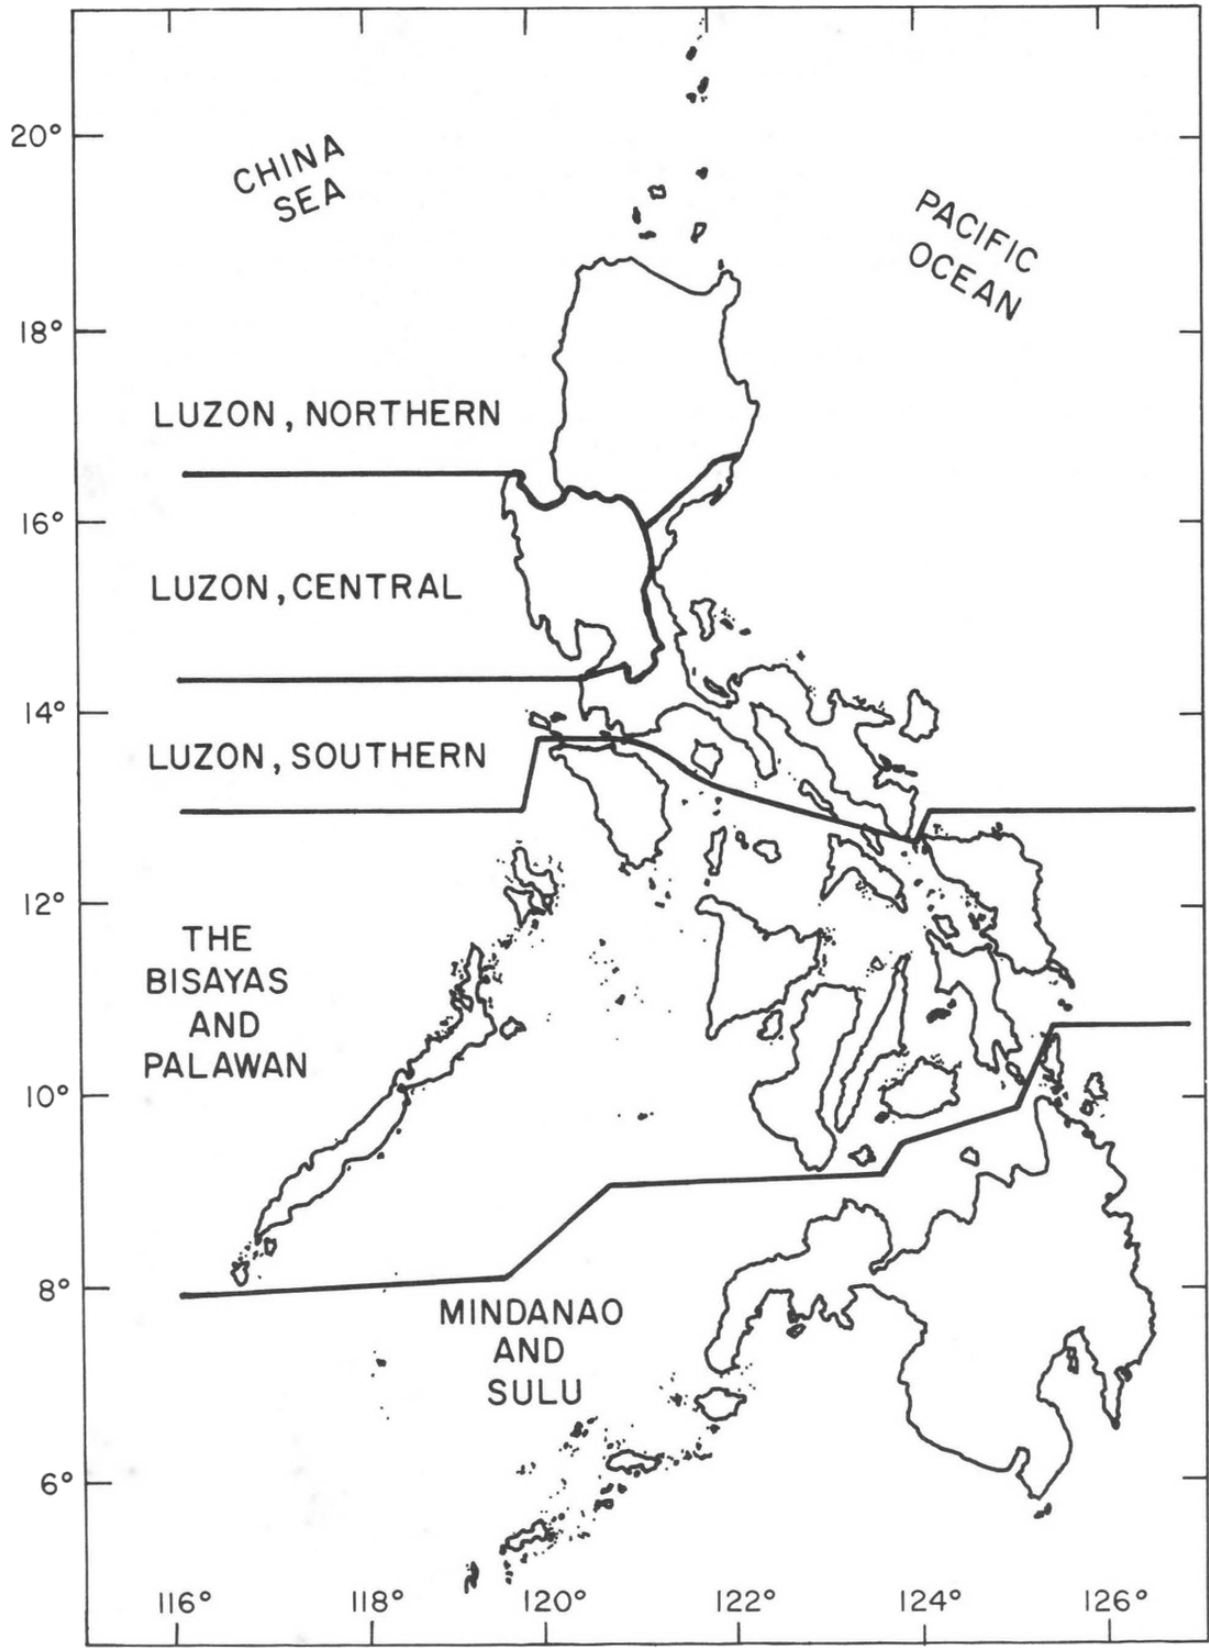 20°
CHINA
SEA
PACIFIC
OCEAN
18°
LUZON, NORTHERN
16°
LUZON, CENTRAL
14°
LUZON, SOUTHERN
12°
THE
BISAYAS
AND
PALAWAN
10°
8°
MINDANAO
AND
SULU
6°
116° 118° 120° 122° 124° 126°